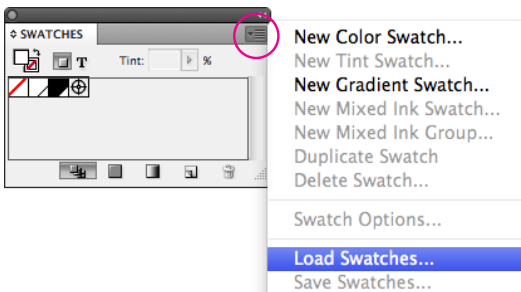 SWATCHES
T
Tint:
%
New Color Swatch...
New Tint Swatch...
New Gradient Swatch...
New Mixed Ink Swatch...
New Mixed Ink Group...
Duplicate Swatch
Delete Swatch...
Swatch Options...
Load Swatches...
Save Swatches...